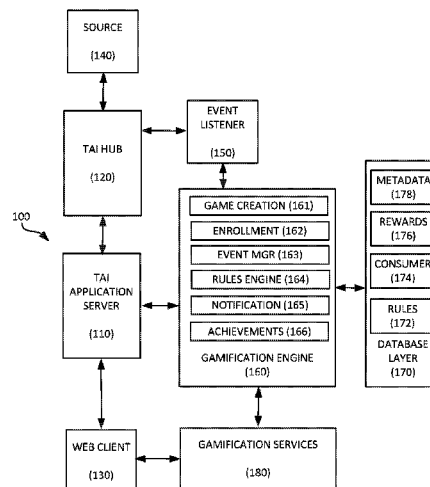 SOURCE
(140)
TAI HUB
(120)
EVENT
LISTENER
(150)
100
GAME CREATION (161)
ENROLLMENT (162)
EVENT MGR (163)
RULES ENGINE (164)
NOTIFICATION (165)
ACHIEVEMENTS (166)
GAMIFICATION ENGINE
(160)
METADATA
(178)
REWARDS
(176)
CONSUMER
(174)
RULES
(172)
DATABASE
LAYER
(170)
TAI
APPLICATION
SERVER
(110)
WEB CLIENT
(130)
GAMIFICATION SERVICES
(180)